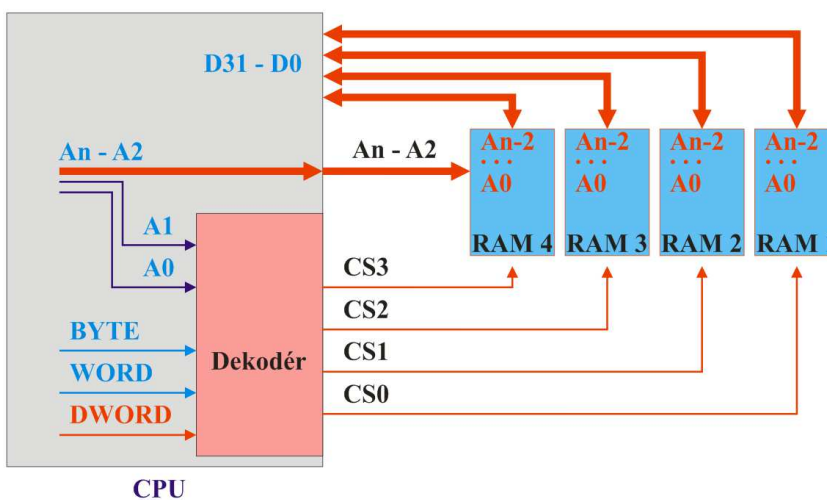 D31 - D0
An - A2
An - A2
An-2
...
A0
RAM 4
An-2
...
A0
RAM 3
An-2
...
A0
RAM 2
An-2
...
A0
RAM
A1
A0
BYTE
WORD
DWORD
Dekodér
CS3
CS2
CS1
CS0
CPU